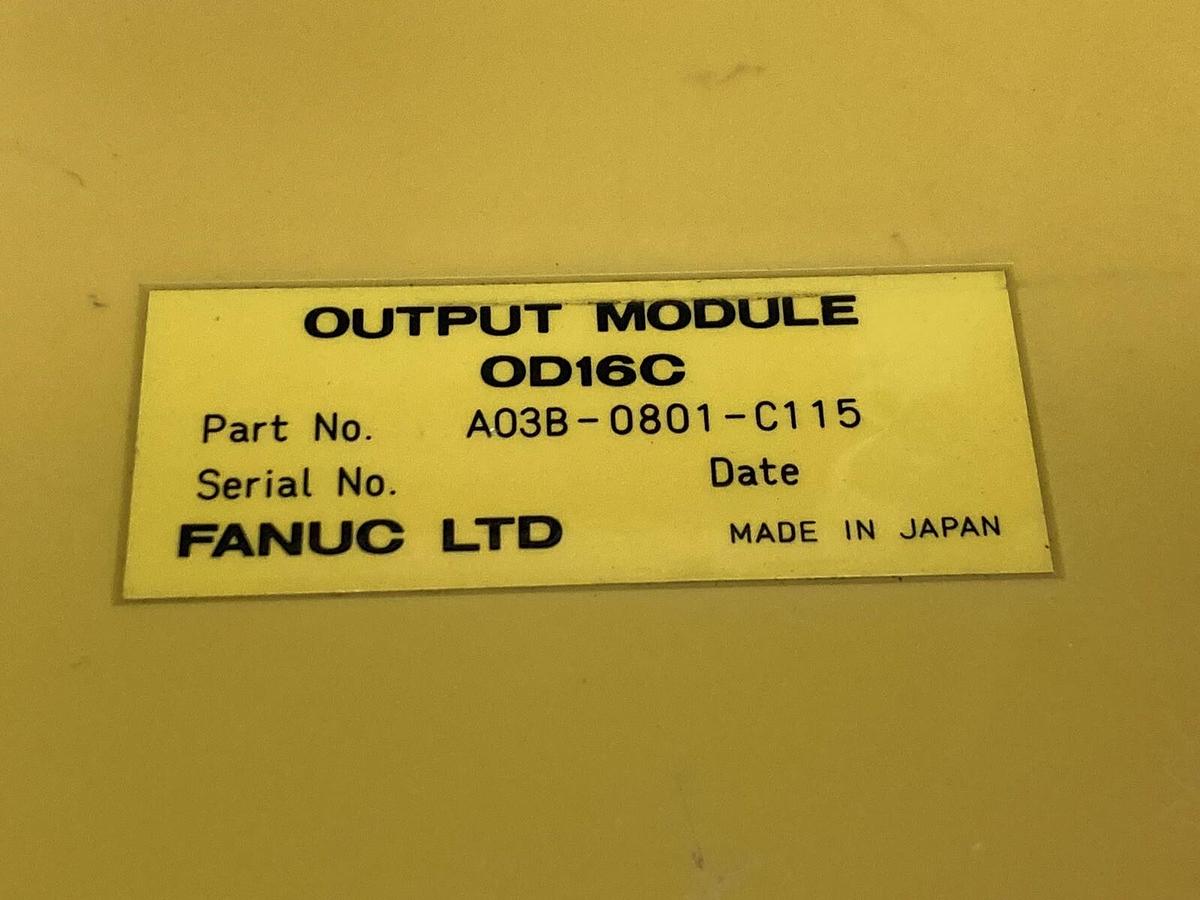 OUTPUT MODULE
OD16C
Part No. A03B-0801-C115
Serial No. Date
FANUC LTD MADE IN JAPAN